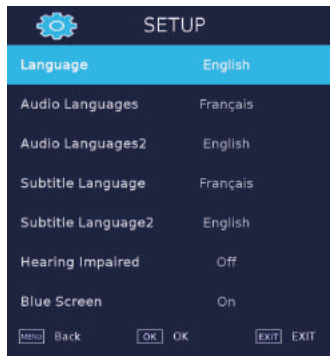 SETUP
Language English
Audio Languages Français
Audio Languages2 English
Subtitle Language Français
Subtitle Language2 English
Hearing Impaired Off
Blue Screen On
MENU Back OK OK EXIT EXIT